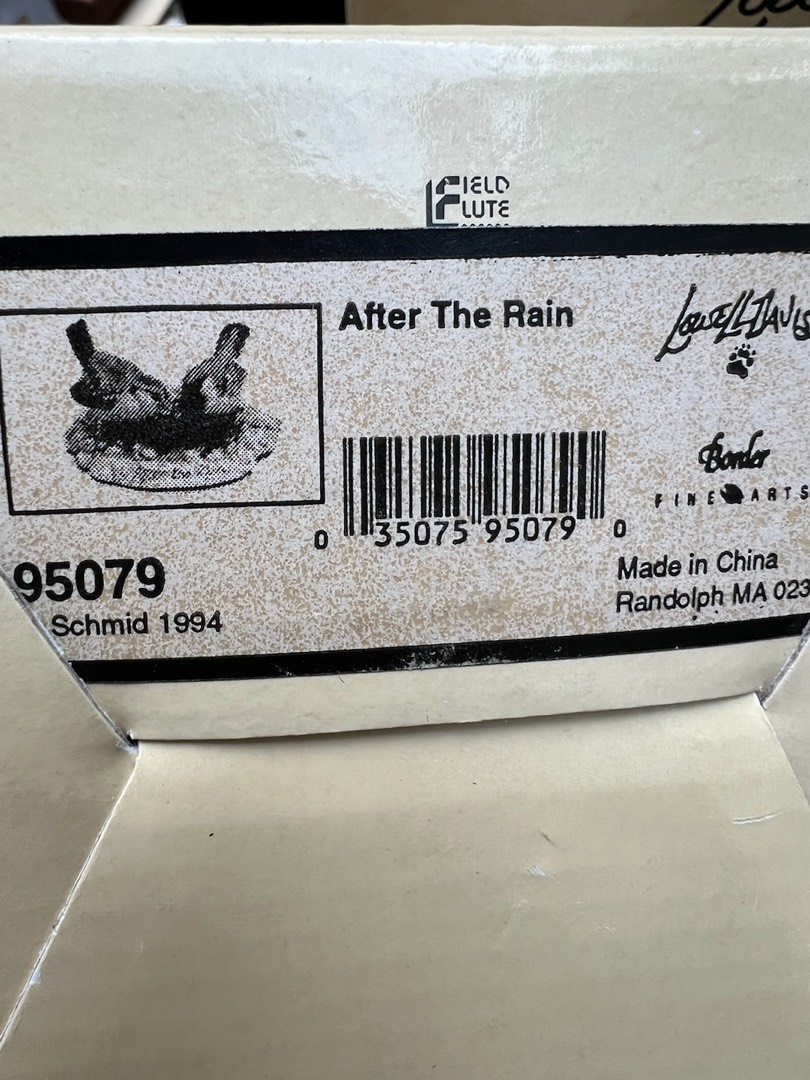 FIELD
FLUTE
After The Rain
Lowell Davis
Border
FINE ARTS
0 35075 95079 0
95079
Schmid 1994
Made in China
Randolph MA 023